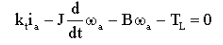 k_t i_a − J d/dt ω_a − B ω_a − T_L = 0